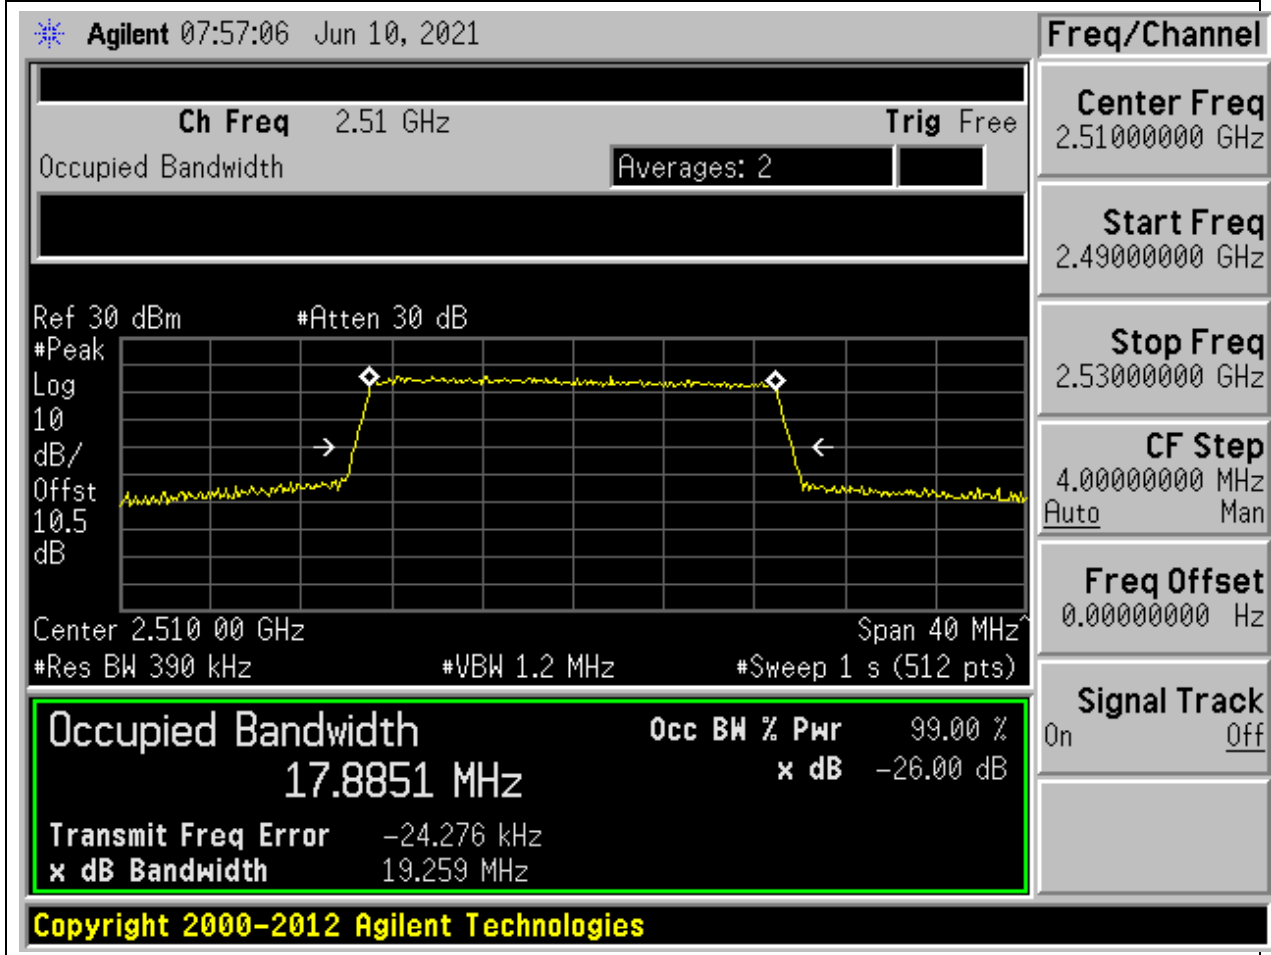 Agilent 07:57:06 Jun 10, 2021
Freq/Channel
Ch Freq 2.51 GHz Trig Free
Occupied Bandwidth Averages: 2
Center Freq
2.51000000 GHz
Start Freq
2.49000000 GHz
Stop Freq
2.53000000 GHz
CF Step
4.00000000 MHz
Auto Man
Freq Offset
0.00000000 Hz
Signal Track
On Off
Ref 30 dBm #Atten 30 dB
#Peak
Log
10
dB/
Offst
10.5
dB
Center 2.510 00 GHz Span 40 MHz^
#Res BW 390 kHz #VBW 1.2 MHz #Sweep 1 s (512 pts)
Occupied Bandwidth Occ BW % Pwr 99.00 %
17.8851 MHz x dB -26.00 dB
Transmit Freq Error -24.276 kHz
x dB Bandwidth 19.259 MHz
Copyright 2000-2012 Agilent Technologies